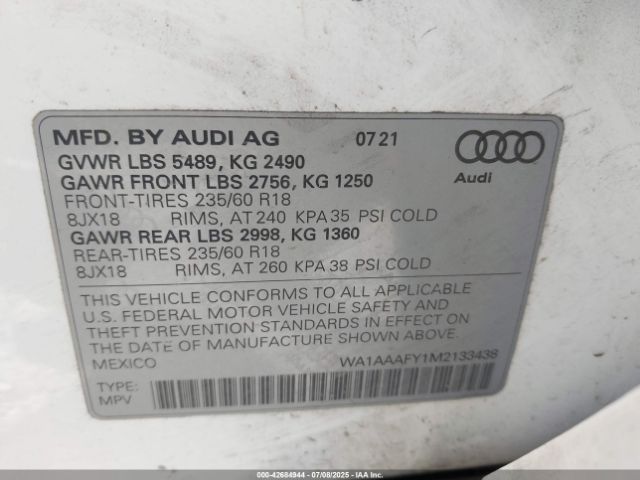 MFD. BY AUDI AG 07 21
GVWR LBS 5489, KG 2490
GAWR FRONT LBS 2756, KG 1250
FRONT-TIRES 235/60 R18
8JX18 RIMS, AT 240 KPA 35 PSI COLD
GAWR REAR LBS 2998, KG 1360
REAR-TIRES 235/60 R18
8JX18 RIMS, AT 260 KPA 38 PSI COLD
Audi
THIS VEHICLE CONFORMS TO ALL APPLICABLE
U.S. FEDERAL MOTOR VEHICLE SAFETY AND
THEFT PREVENTION STANDARDS IN EFFECT
ON THE DATE OF MANUFACTURE SHOWN ABOVE.
MEXICO WA1AAAFY1M2133438
TYPE:
MPV
000-42684944 | 07/08/2025 | IAAI.com